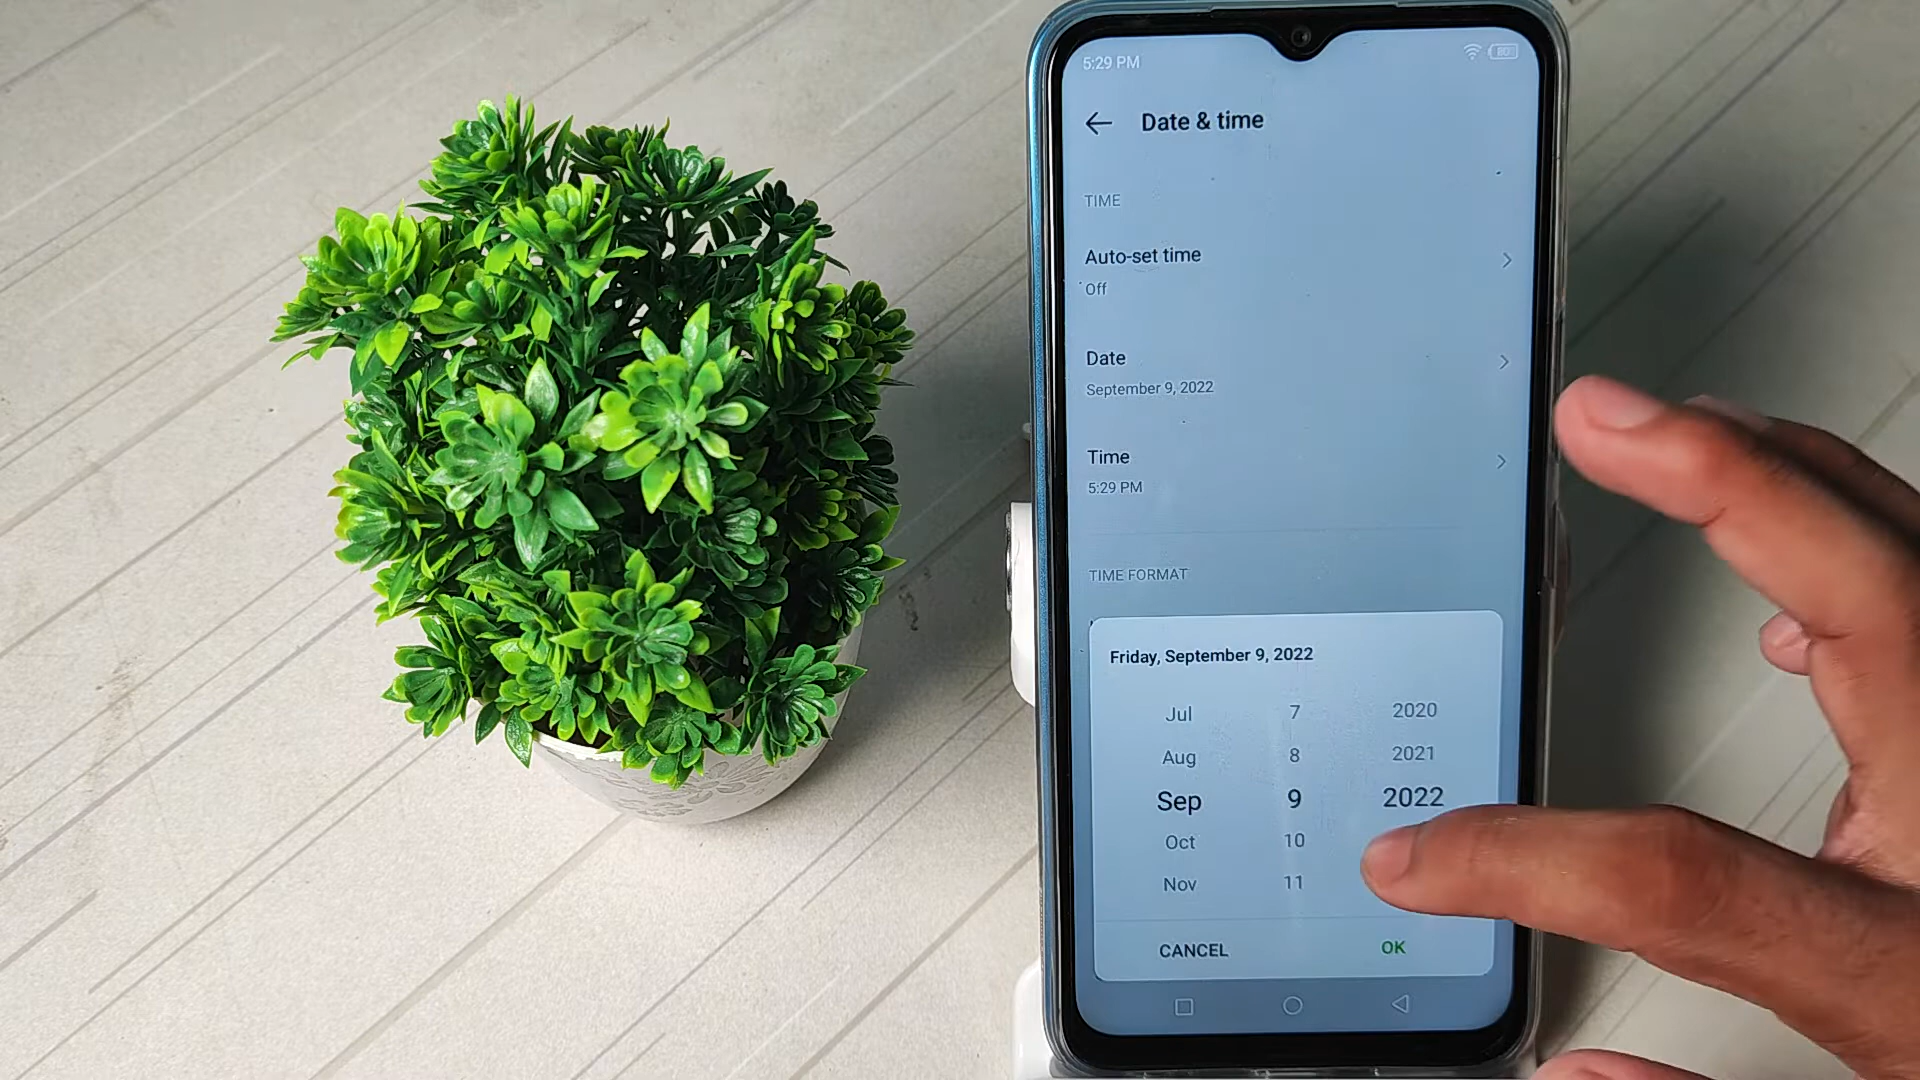 5:29 PM
80
Date & time
TIME
Auto-set time
Off
Date
September 9, 2022
Time
5:29 PM
TIME FORMAT
Friday, September 9, 2022
Jul 7 2020
Aug 8 2021
Sep 9 2022
Oct 10
Nov 11
CANCEL OK